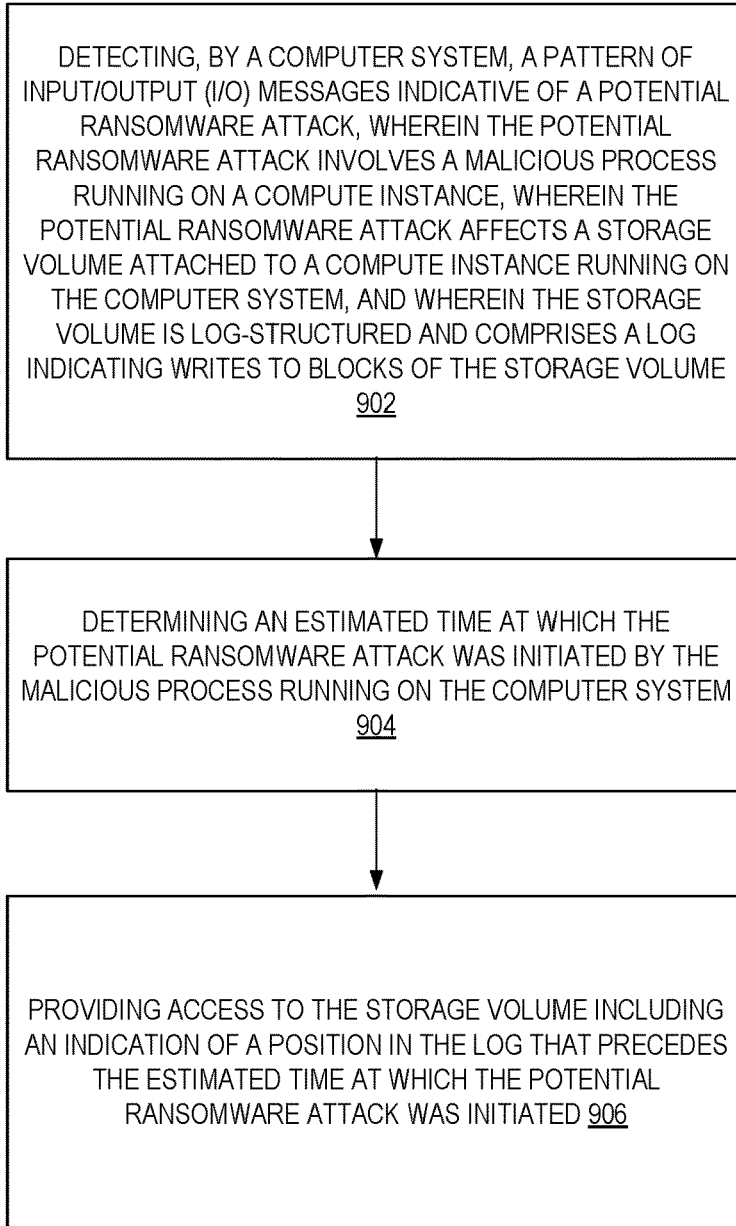 DETECTING, BY A COMPUTER SYSTEM, A PATTERN OF
INPUT/OUTPUT (I/O) MESSAGES INDICATIVE OF A POTENTIAL
RANSOMWARE ATTACK, WHEREIN THE POTENTIAL
RANSOMWARE ATTACK INVOLVES A MALICIOUS PROCESS
RUNNING ON A COMPUTE INSTANCE, WHEREIN THE
POTENTIAL RANSOMWARE ATTACK AFFECTS A STORAGE
VOLUME ATTACHED TO A COMPUTE INSTANCE RUNNING ON
THE COMPUTER SYSTEM, AND WHEREIN THE STORAGE
VOLUME IS LOG-STRUCTURED AND COMPRISES A LOG
INDICATING WRITES TO BLOCKS OF THE STORAGE VOLUME
902
DETERMINING AN ESTIMATED TIME AT WHICH THE
POTENTIAL RANSOMWARE ATTACK WAS INITIATED BY THE
MALICIOUS PROCESS RUNNING ON THE COMPUTER SYSTEM
904
PROVIDING ACCESS TO THE STORAGE VOLUME INCLUDING
AN INDICATION OF A POSITION IN THE LOG THAT PRECEDES
THE ESTIMATED TIME AT WHICH THE POTENTIAL
RANSOMWARE ATTACK WAS INITIATED 906